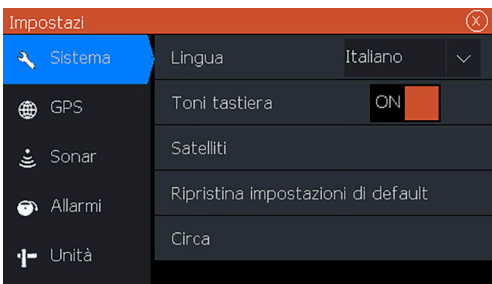 Impostazi
Sistema
GPS
Sonar
Allarmi
Unità
Lingua Italiano
Toni tastiera ON
Satelliti
Ripristina impostazioni di default
Circa